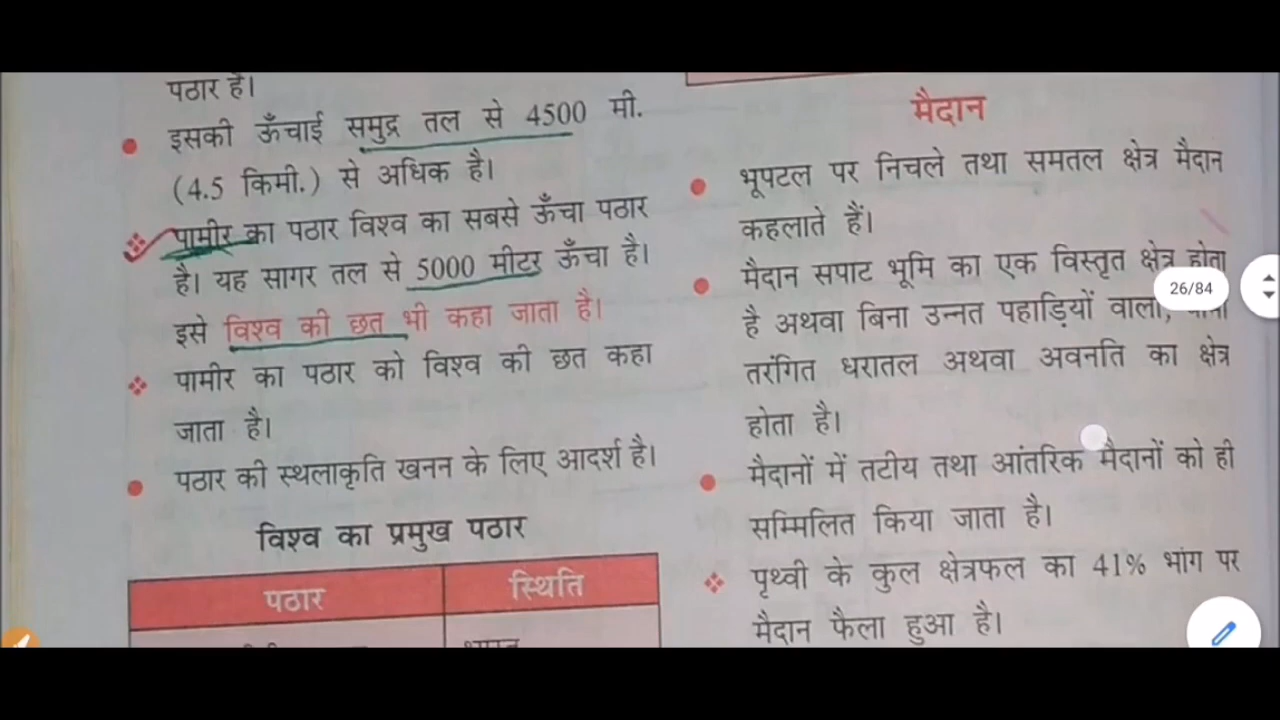 पठार है।
इसकी ऊँचाई समुद्र तल से 4500 मी.
(4.5 किमी.) से अधिक है।
पामीर का पठार विश्व का सबसे ऊँचा पठार
है। यह सागर तल से 5000 मीटर ऊँचा है।
इसे विश्व की छत भी कहा जाता है।
पामीर का पठार को विश्व की छत कहा
जाता है।
पठार की स्थलाकृति खनन के लिए आदर्श है।
विश्व का प्रमुख पठार
पठार स्थिति
मैदान
भूपटल पर निचले तथा समतल क्षेत्र मैदान
कहलाते हैं।
मैदान सपाट भूमि का एक विस्तृत क्षेत्र होता
है अथवा बिना उन्नत पहाड़ियों वाला,
तरंगित धरातल अथवा अवनति का क्षेत्र
होता है।
मैदानों में तटीय तथा आंतरिक मैदानों को ही
सम्मिलित किया जाता है।
पृथ्वी के कुल क्षेत्रफल का 41% भांग पर
मैदान फैला हुआ है।
26/84